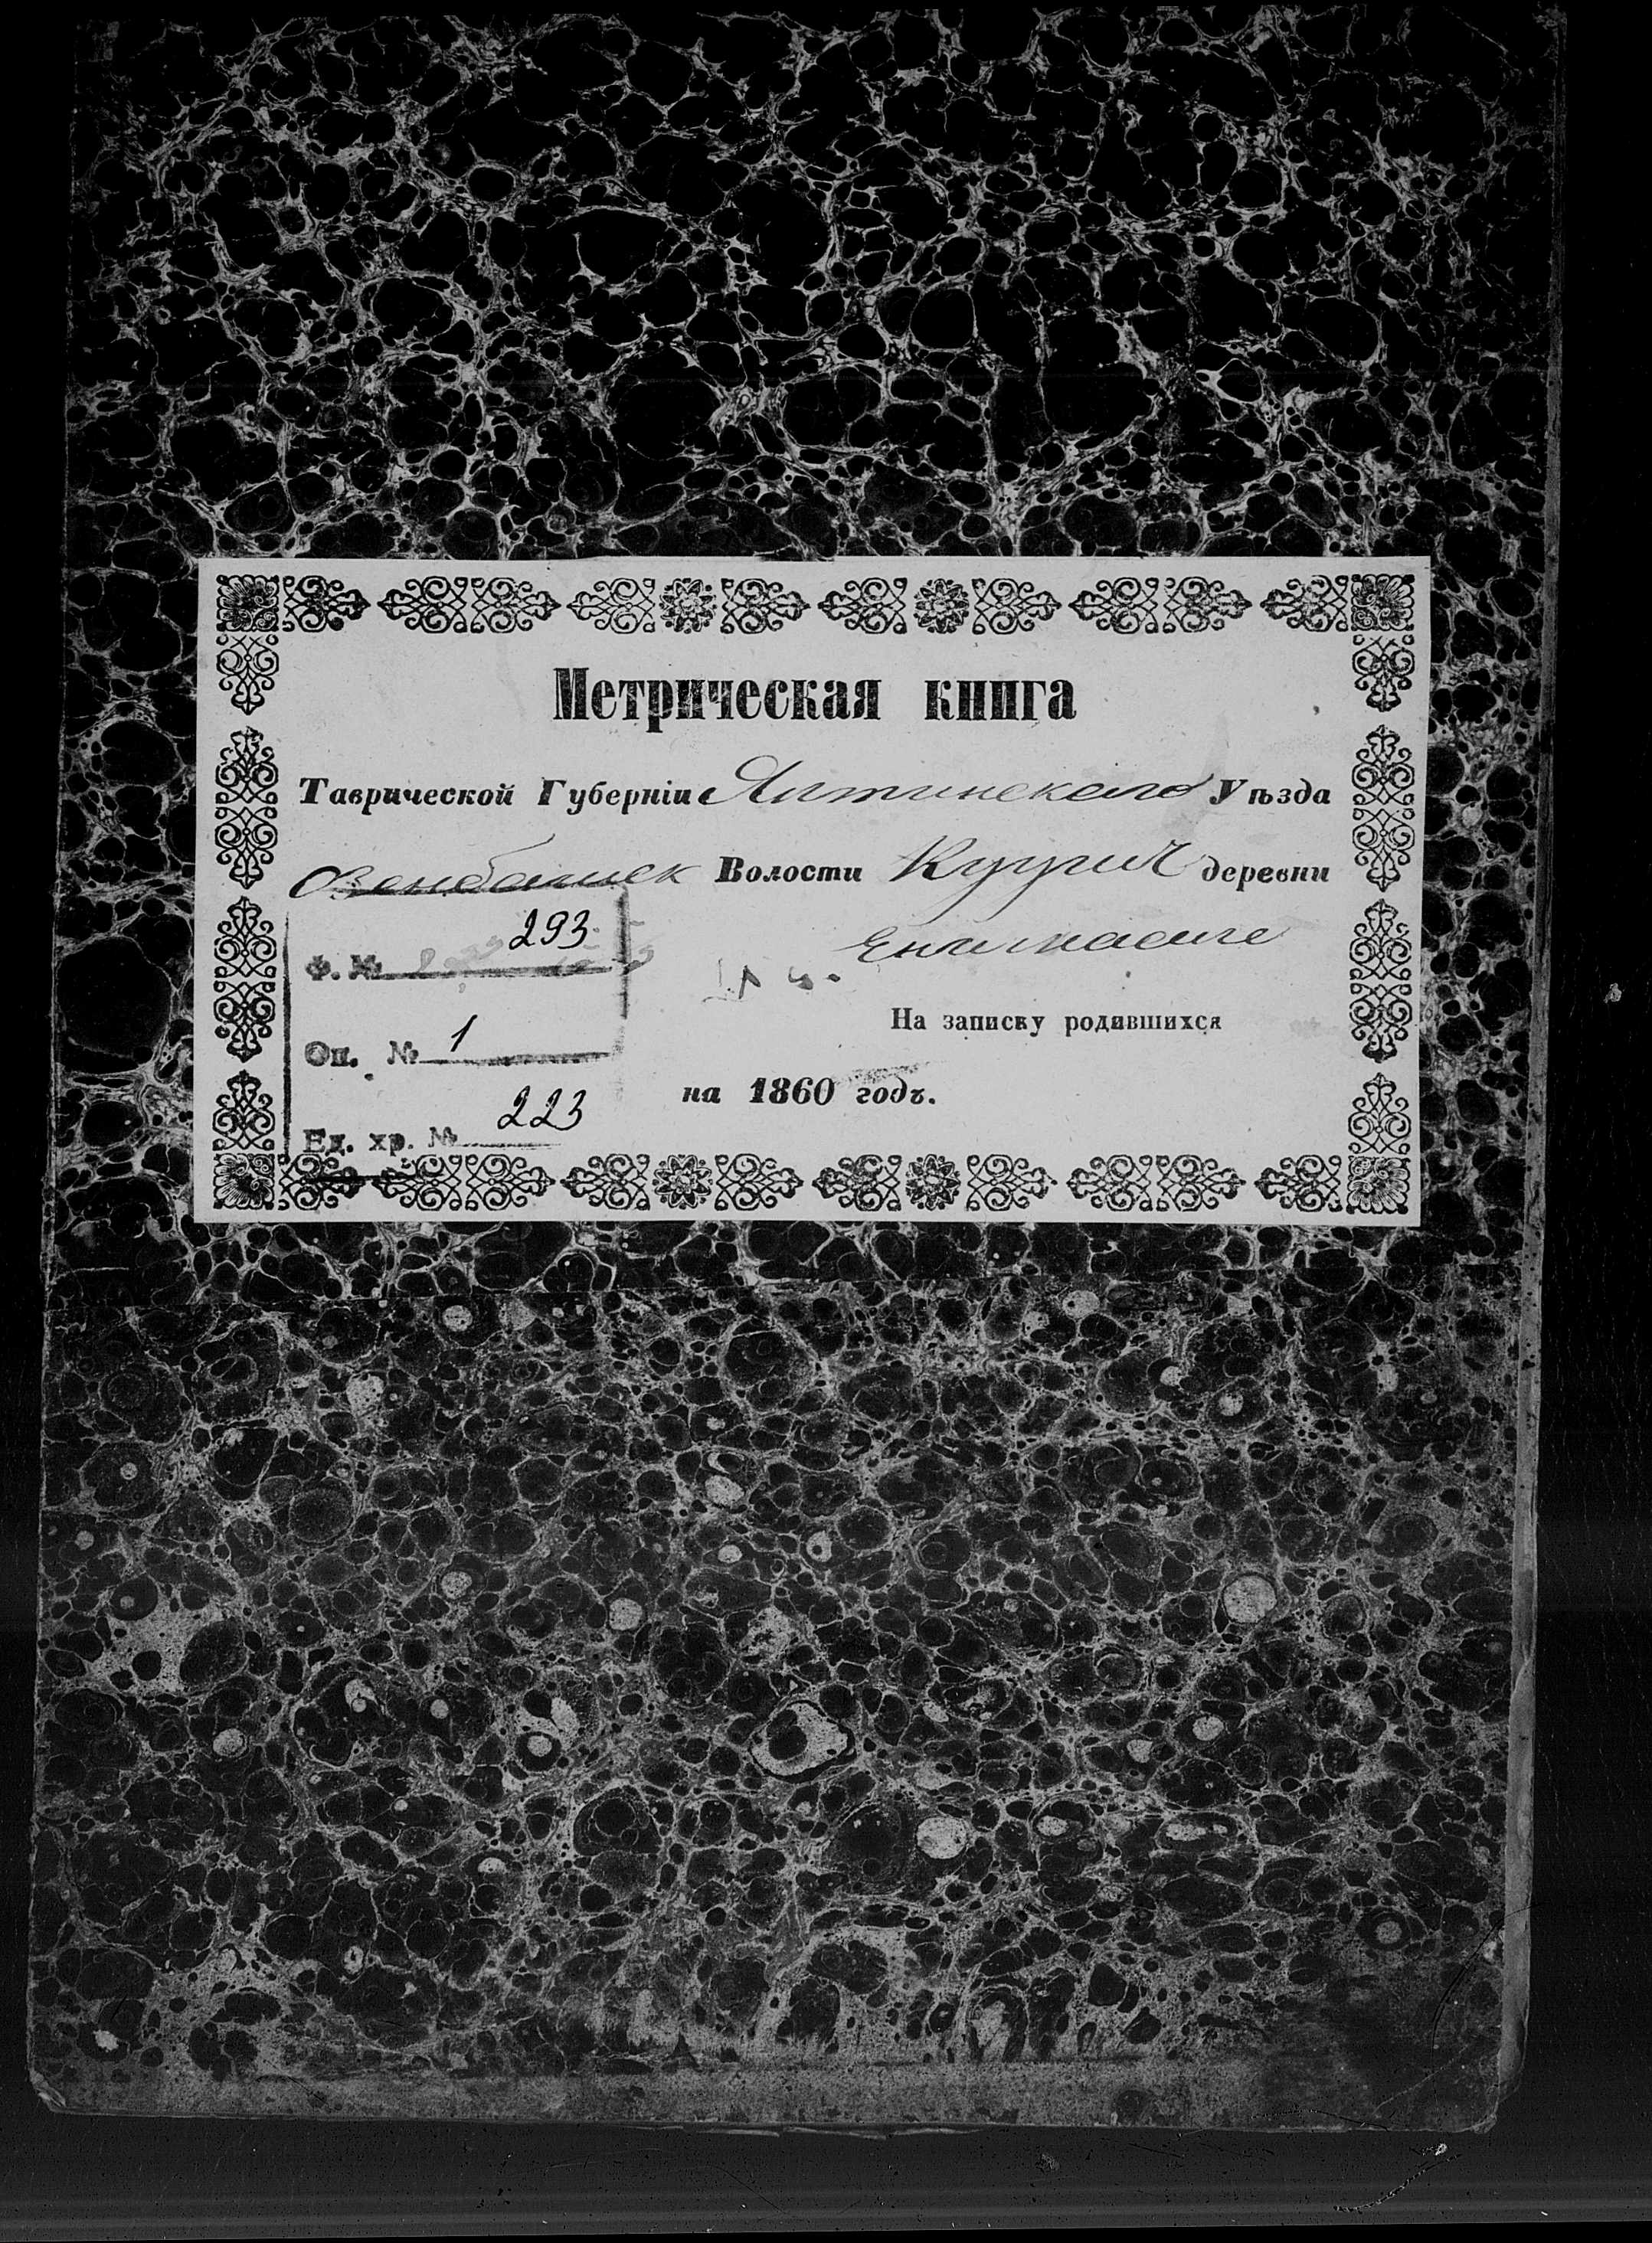 Метрическая книга
Таврической Губерніи Ялтинскаго Уѣзда
Волости деревни
Ф. № 293
На записку родившихся
Оп. № 1
на 1860 годъ.
Ед. хр. № 223